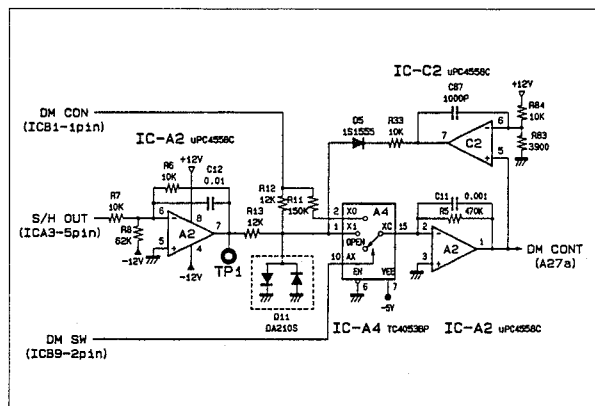 IC-C2 uPC4558C
C87
1000P
+12V
DM CON
(ICB1-1pin)
IC-A2 uPC4558C
D5
1S1555
R33
10K
7
C2
6
5
R84
10K
R83
3900
+12V
R6
10K
C12
0.01
R12
12K
R11
150K
C11 0.001
R5 470K
S/H OUT
(ICA3-5pin)
R7
10K
R8
62K
-12V
6
5
A2
8
7
4
-12V
TP1
R13
12K
2
1
10
X0
X1
OPEN
AX
A4
XC
15
EN
VEE
6
7
-5V
2
3
A2
1
DM CONT
(A27a)
D11
DA210S
DM SW
(ICB9-2pin)
IC-A4 TC4053BP
IC-A2 uPC4558C